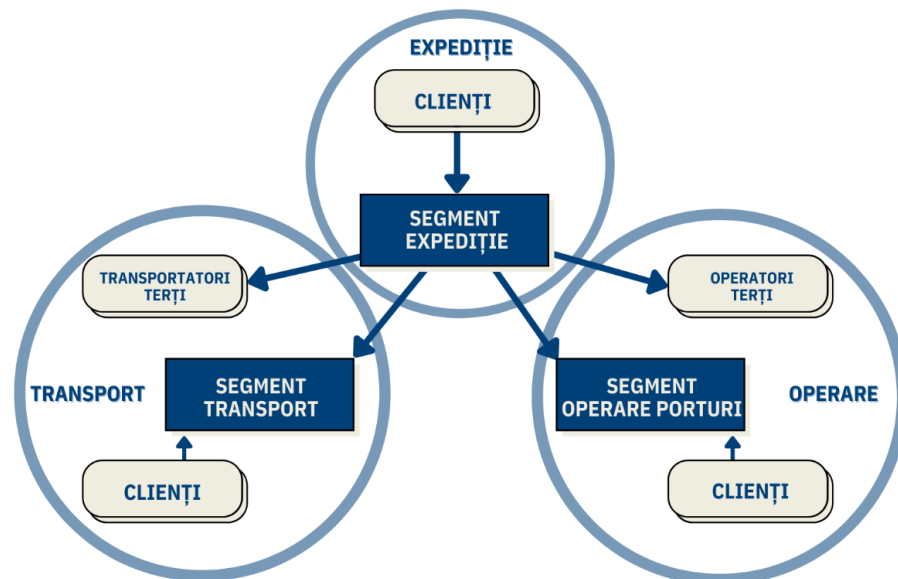 EXPEDIȚIE
CLIENȚI
SEGMENT
EXPEDIȚIE
TRANSPORTATORI
TERȚI
OPERATORI
TERȚI
TRANSPORT
SEGMENT
TRANSPORT
SEGMENT
OPERARE PORTURI
OPERARE
CLIENȚI
CLIENȚI